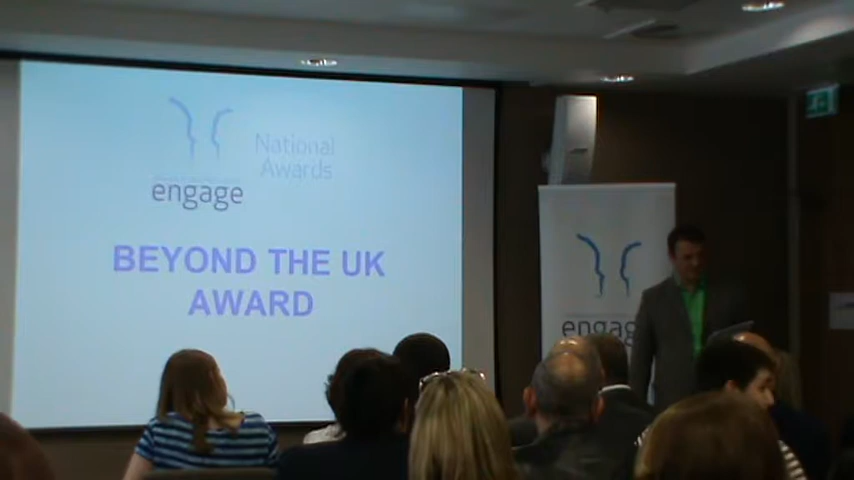 National
Awards
engage
BEYOND THE UK
AWARD
engage